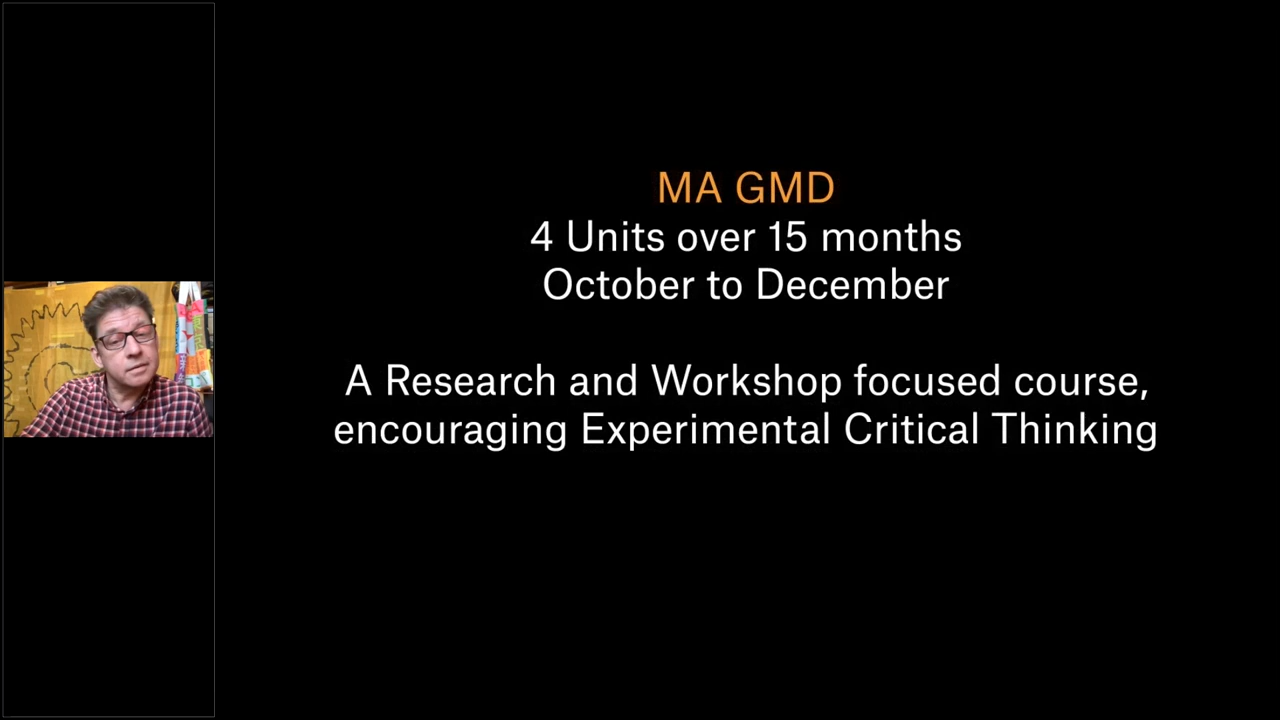 MA GMD
4 Units over 15 months
October to December
A Research and Workshop focused course,
encouraging Experimental Critical Thinking